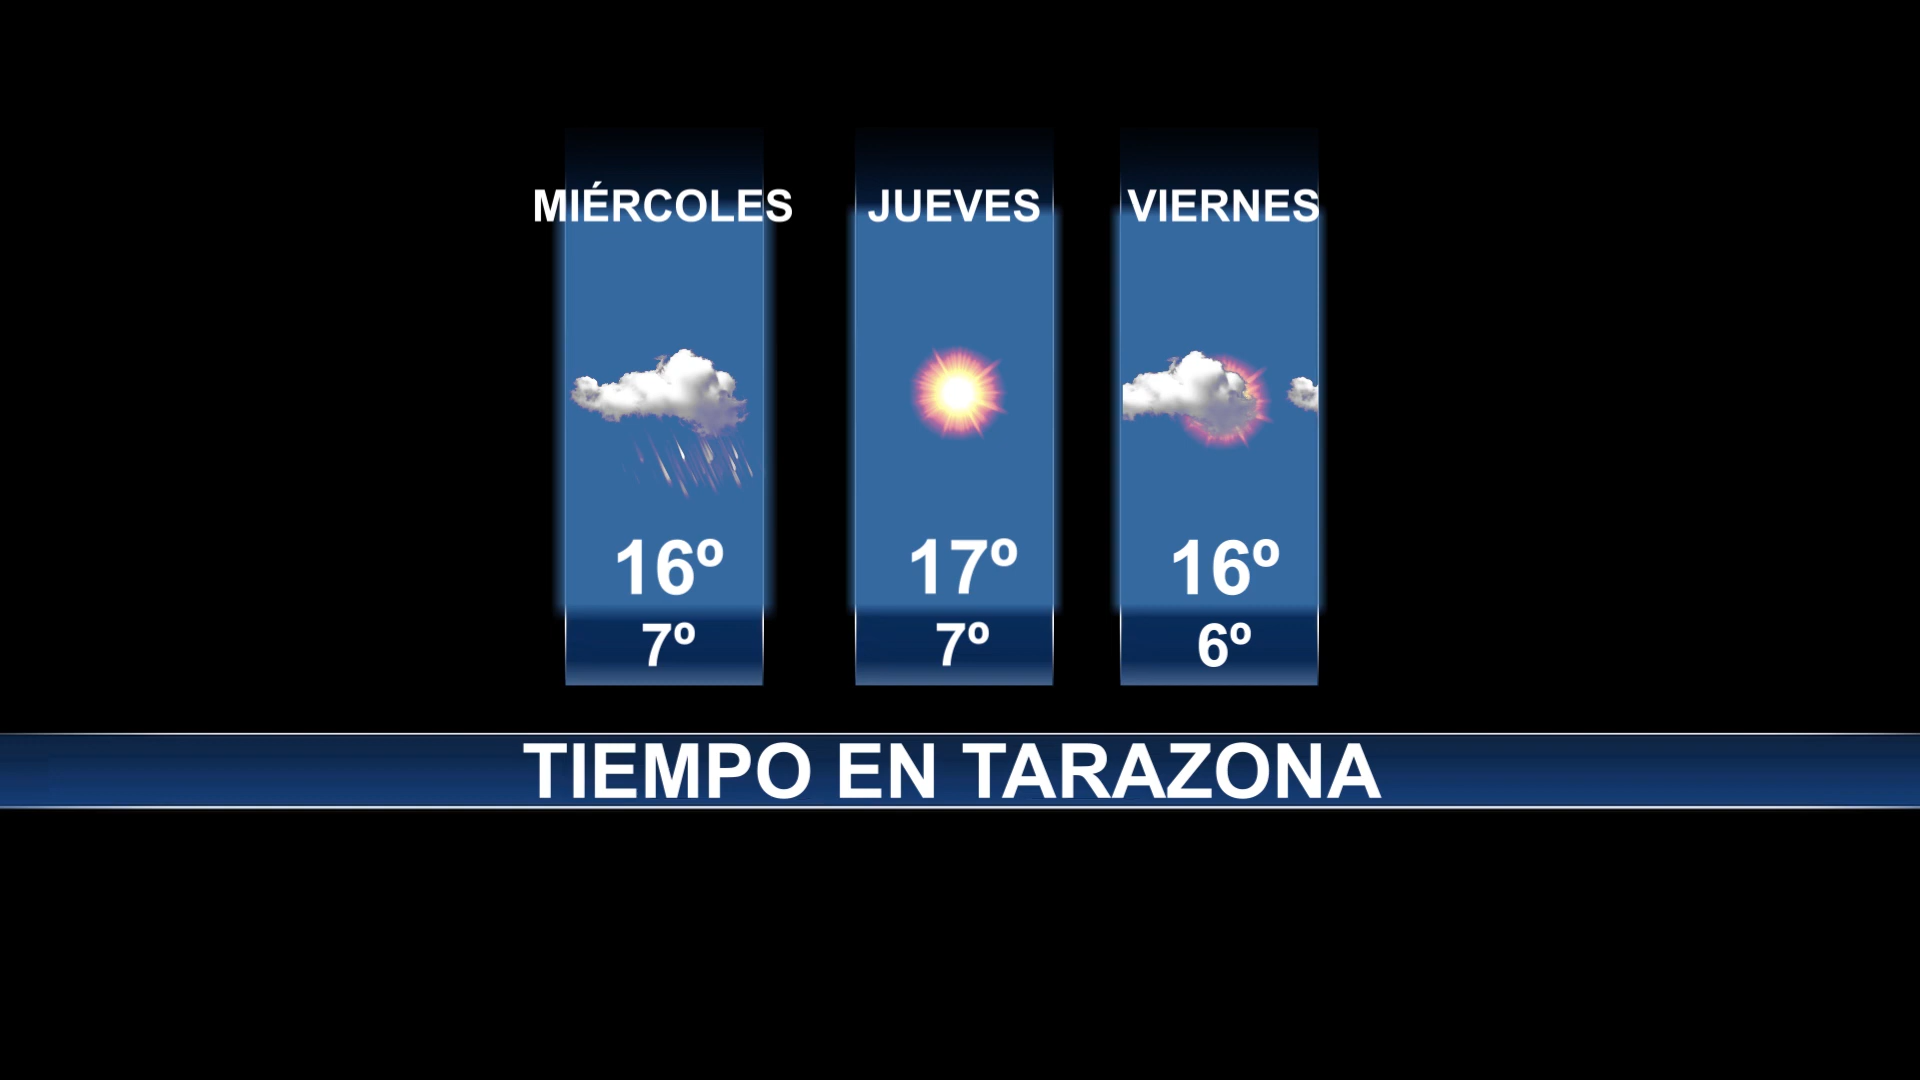 MIÉRCOLES JUEVES VIERNES
16º 17º 16º
7º 7º 6º
TIEMPO EN TARAZONA